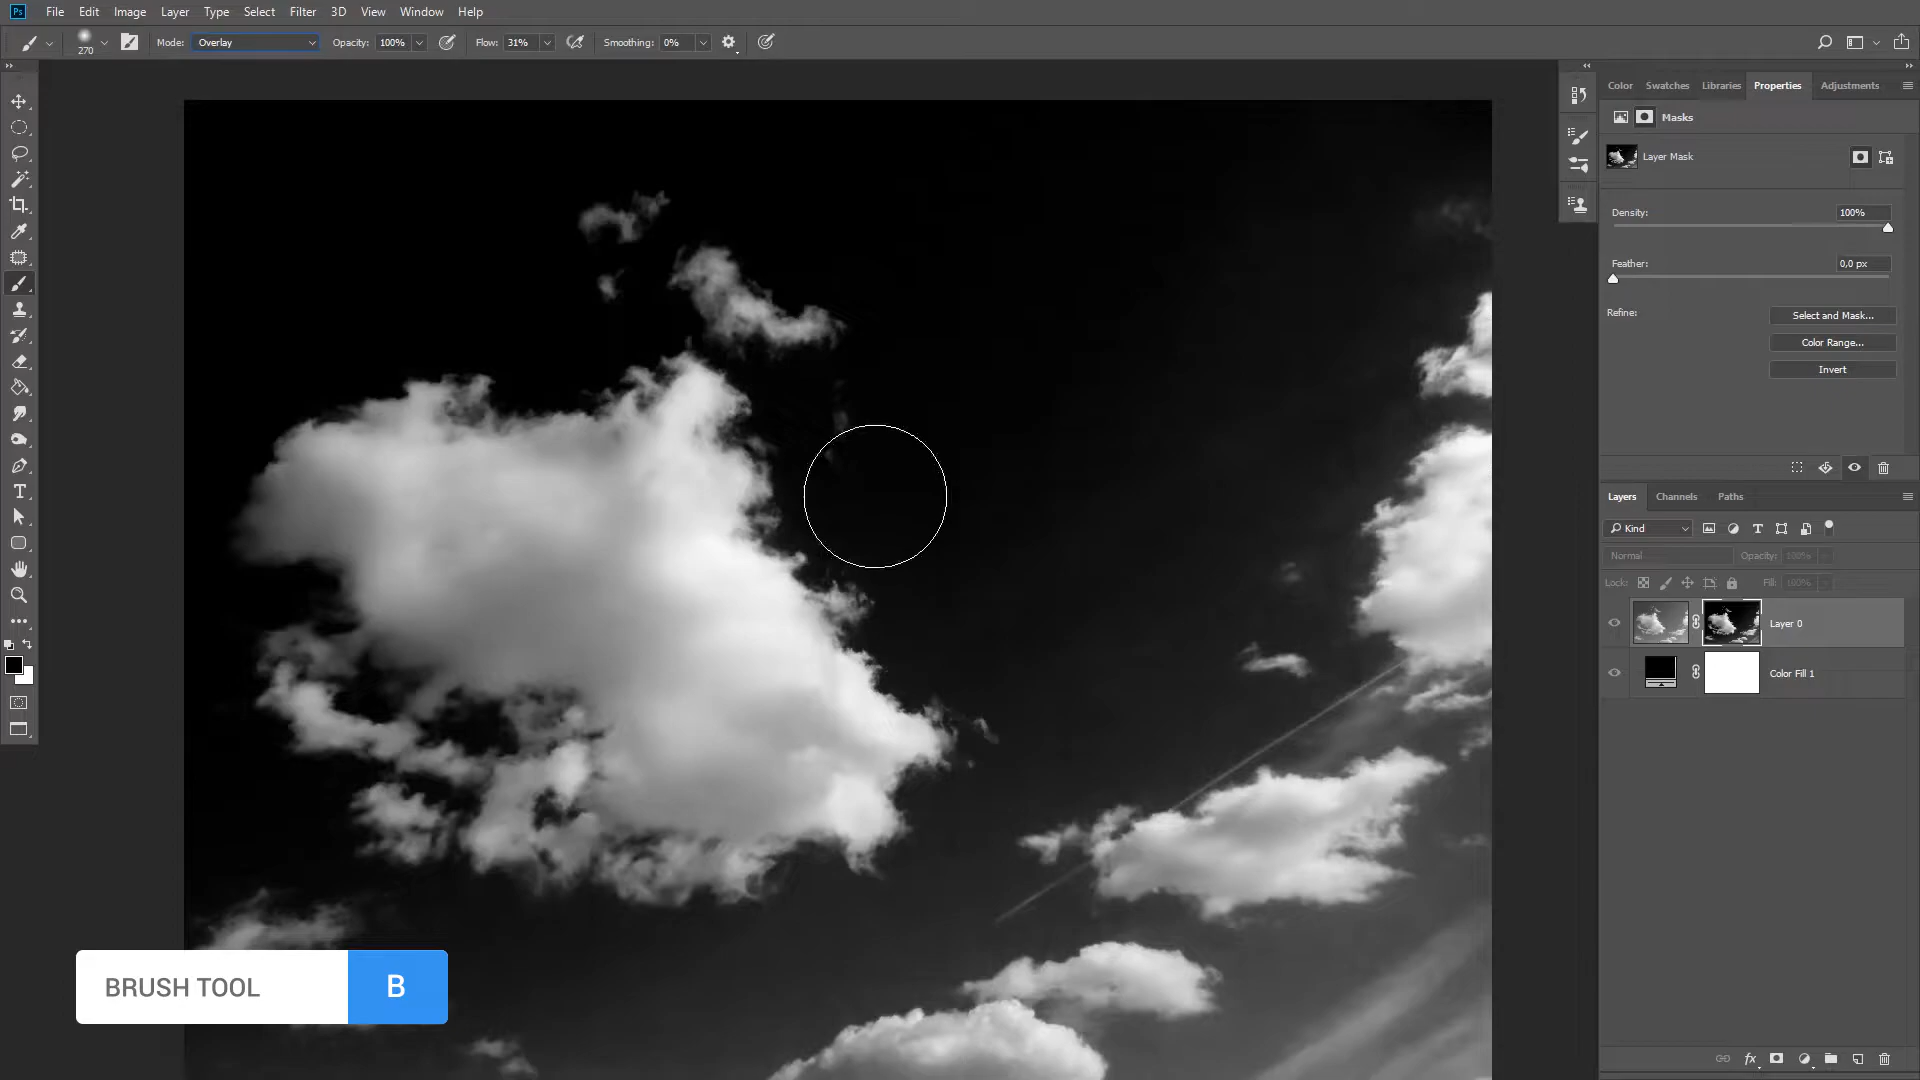 Ps File Edit Image Layer Type Select Filter 3D View Window Help
270 Mode: Overlay Opacity: 100% Flow: 31% Smoothing: 0%
Color Swatches Libraries Properties Adjustments
Masks
Layer Mask
Density: 100%
Feather: 0,0 px
Refine: Select and Mask...
Color Range...
Invert
Layers Channels Paths
Kind
Normal Opacity: 100%
Lock: Fill: 100%
Layer 0
Color Fill 1
BRUSH TOOL B